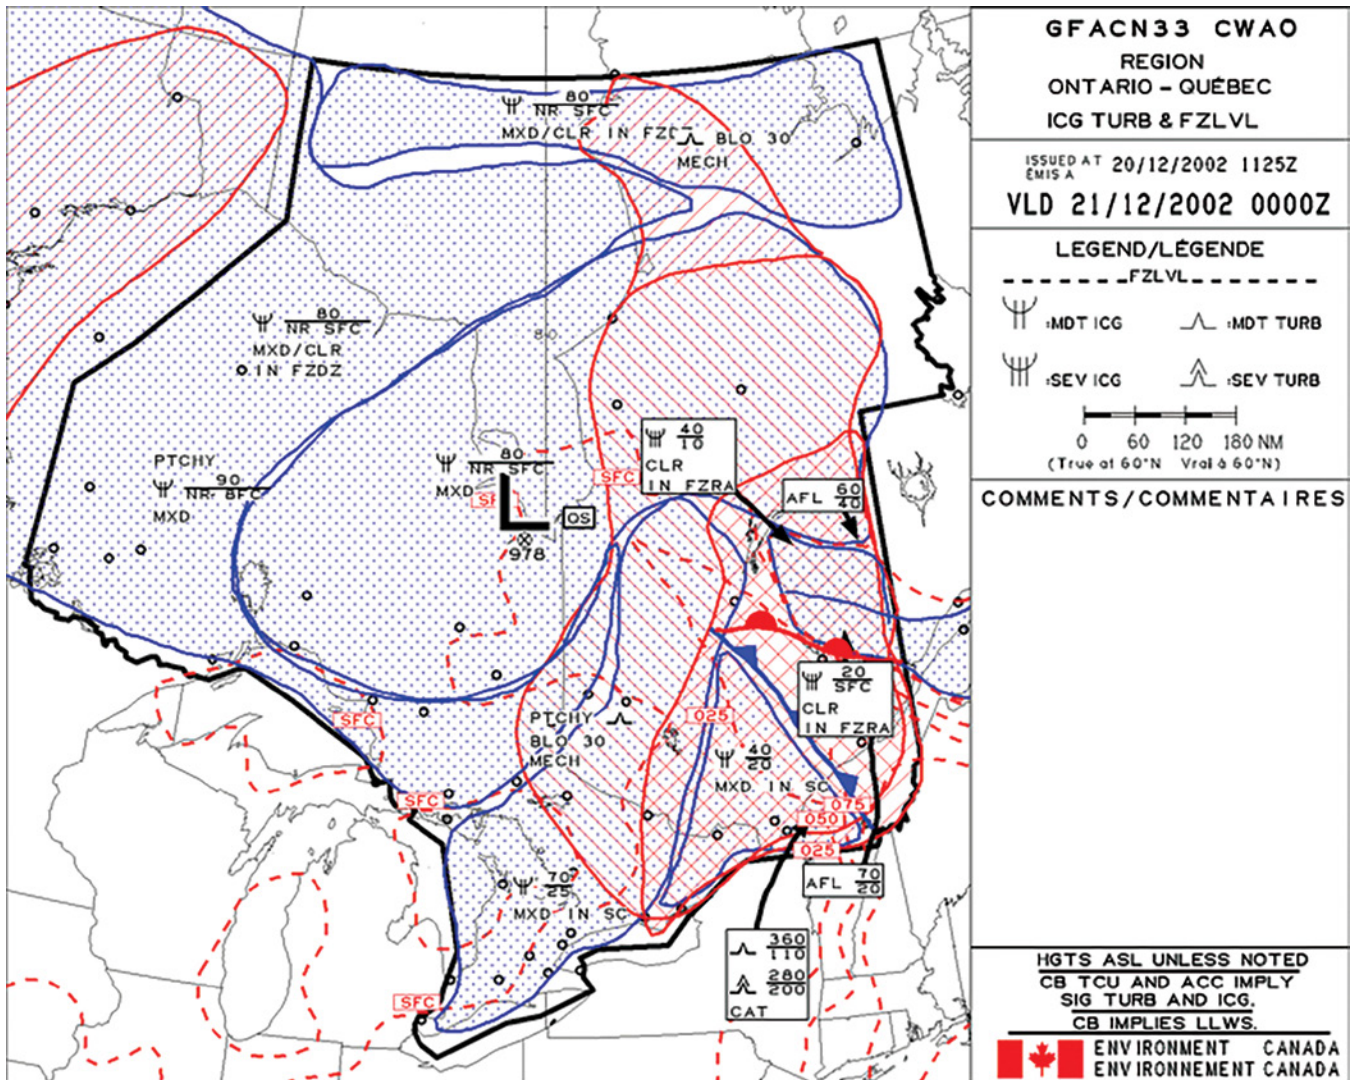 GFACN33 CWAO
REGION
ONTARIO - QUÉBEC
ICG TURB & FZLVL
ISSUED AT 20/12/2002 1125Z
ÉMIS A
VLD 21/12/2002 0000Z
LEGEND/LÉGENDE
FZLVL
:MDT ICG
:MDT TURB
:SEV ICG
:SEV TURB
0 60 120 180 NM
(True at 60°N Vrai à 60°N)
COMMENTS/COMMENTAIRES
HGTS ASL UNLESS NOTED
CB TCU AND ACC IMPLY
SIG TURB AND ICG.
CB IMPLIES LLWS.
ENVIRONMENT CANADA
ENVIRONNEMENT CANADA
80
NR SFC
MXD/CLR IN
BLO 30
MECH
80
NR SFC
MXD/CLR
IN FZDZ
80
PTCHY
90
NR SFC
MXD
80
NR SFC
MXD
SFC
QS
978
40
10
CLR
IN FZRA
SFC
AFL 60
40
20
SFC
CLR
IN FZRA
PTCHY
BLO 30
MECH
025
40
20
MXD IN SC
SFC
SFC
075
050
025
AFL 70
20
70
25
MXD IN SC
SFC
360
110
280
200
CAT